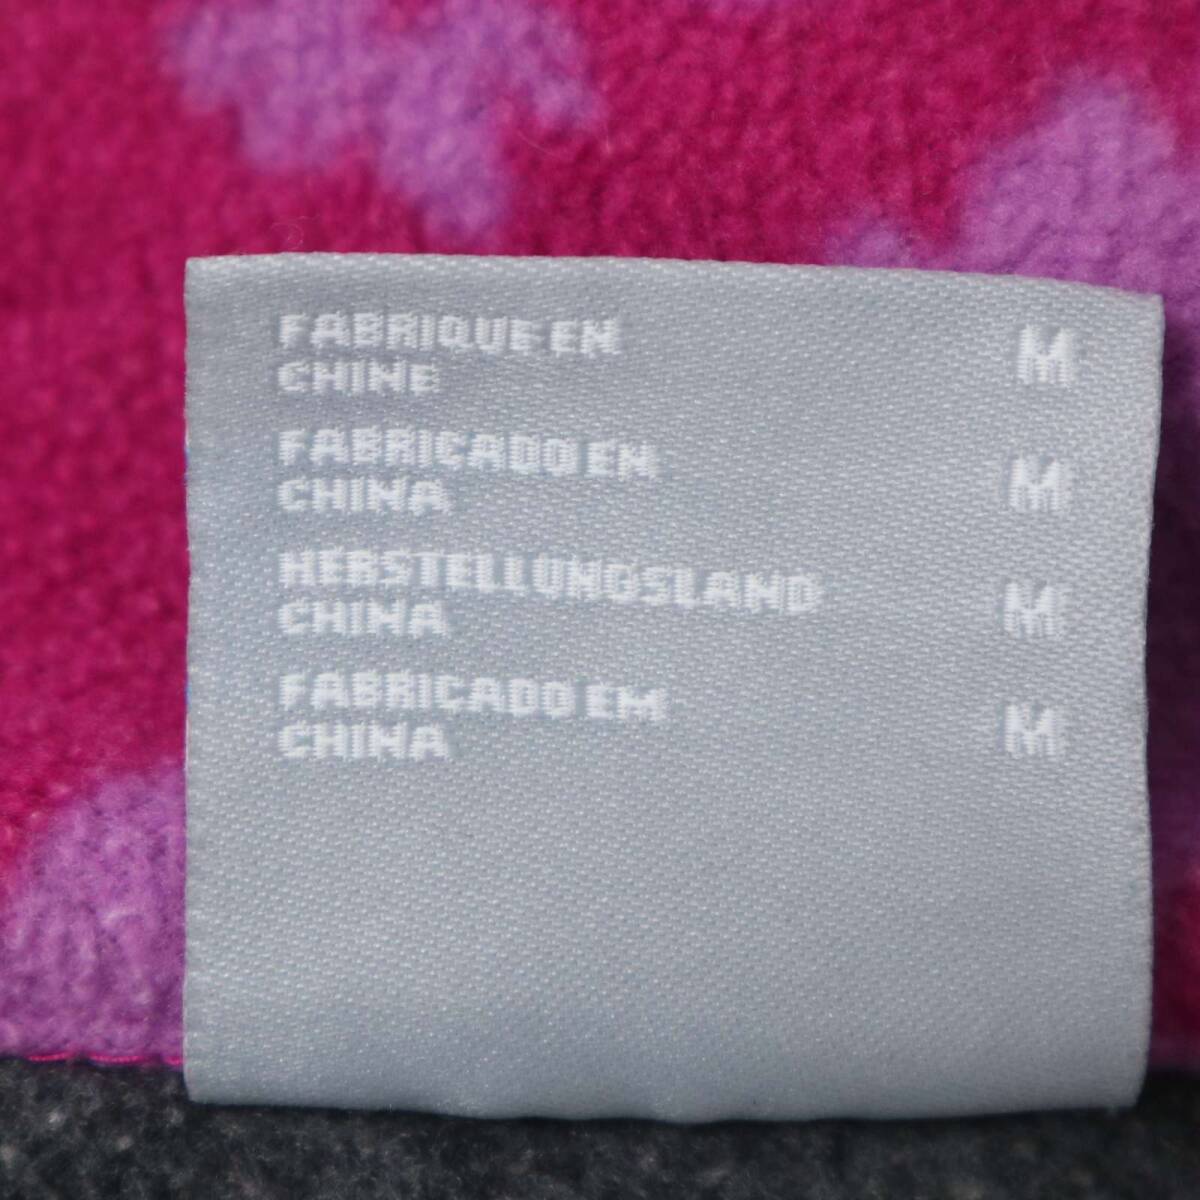 FABRIQUE EN M
CHINE
FABRICADO EN M
CHINA
HERSTELLUNGSLAND M
CHINA
FABRICADO EM M
CHINA